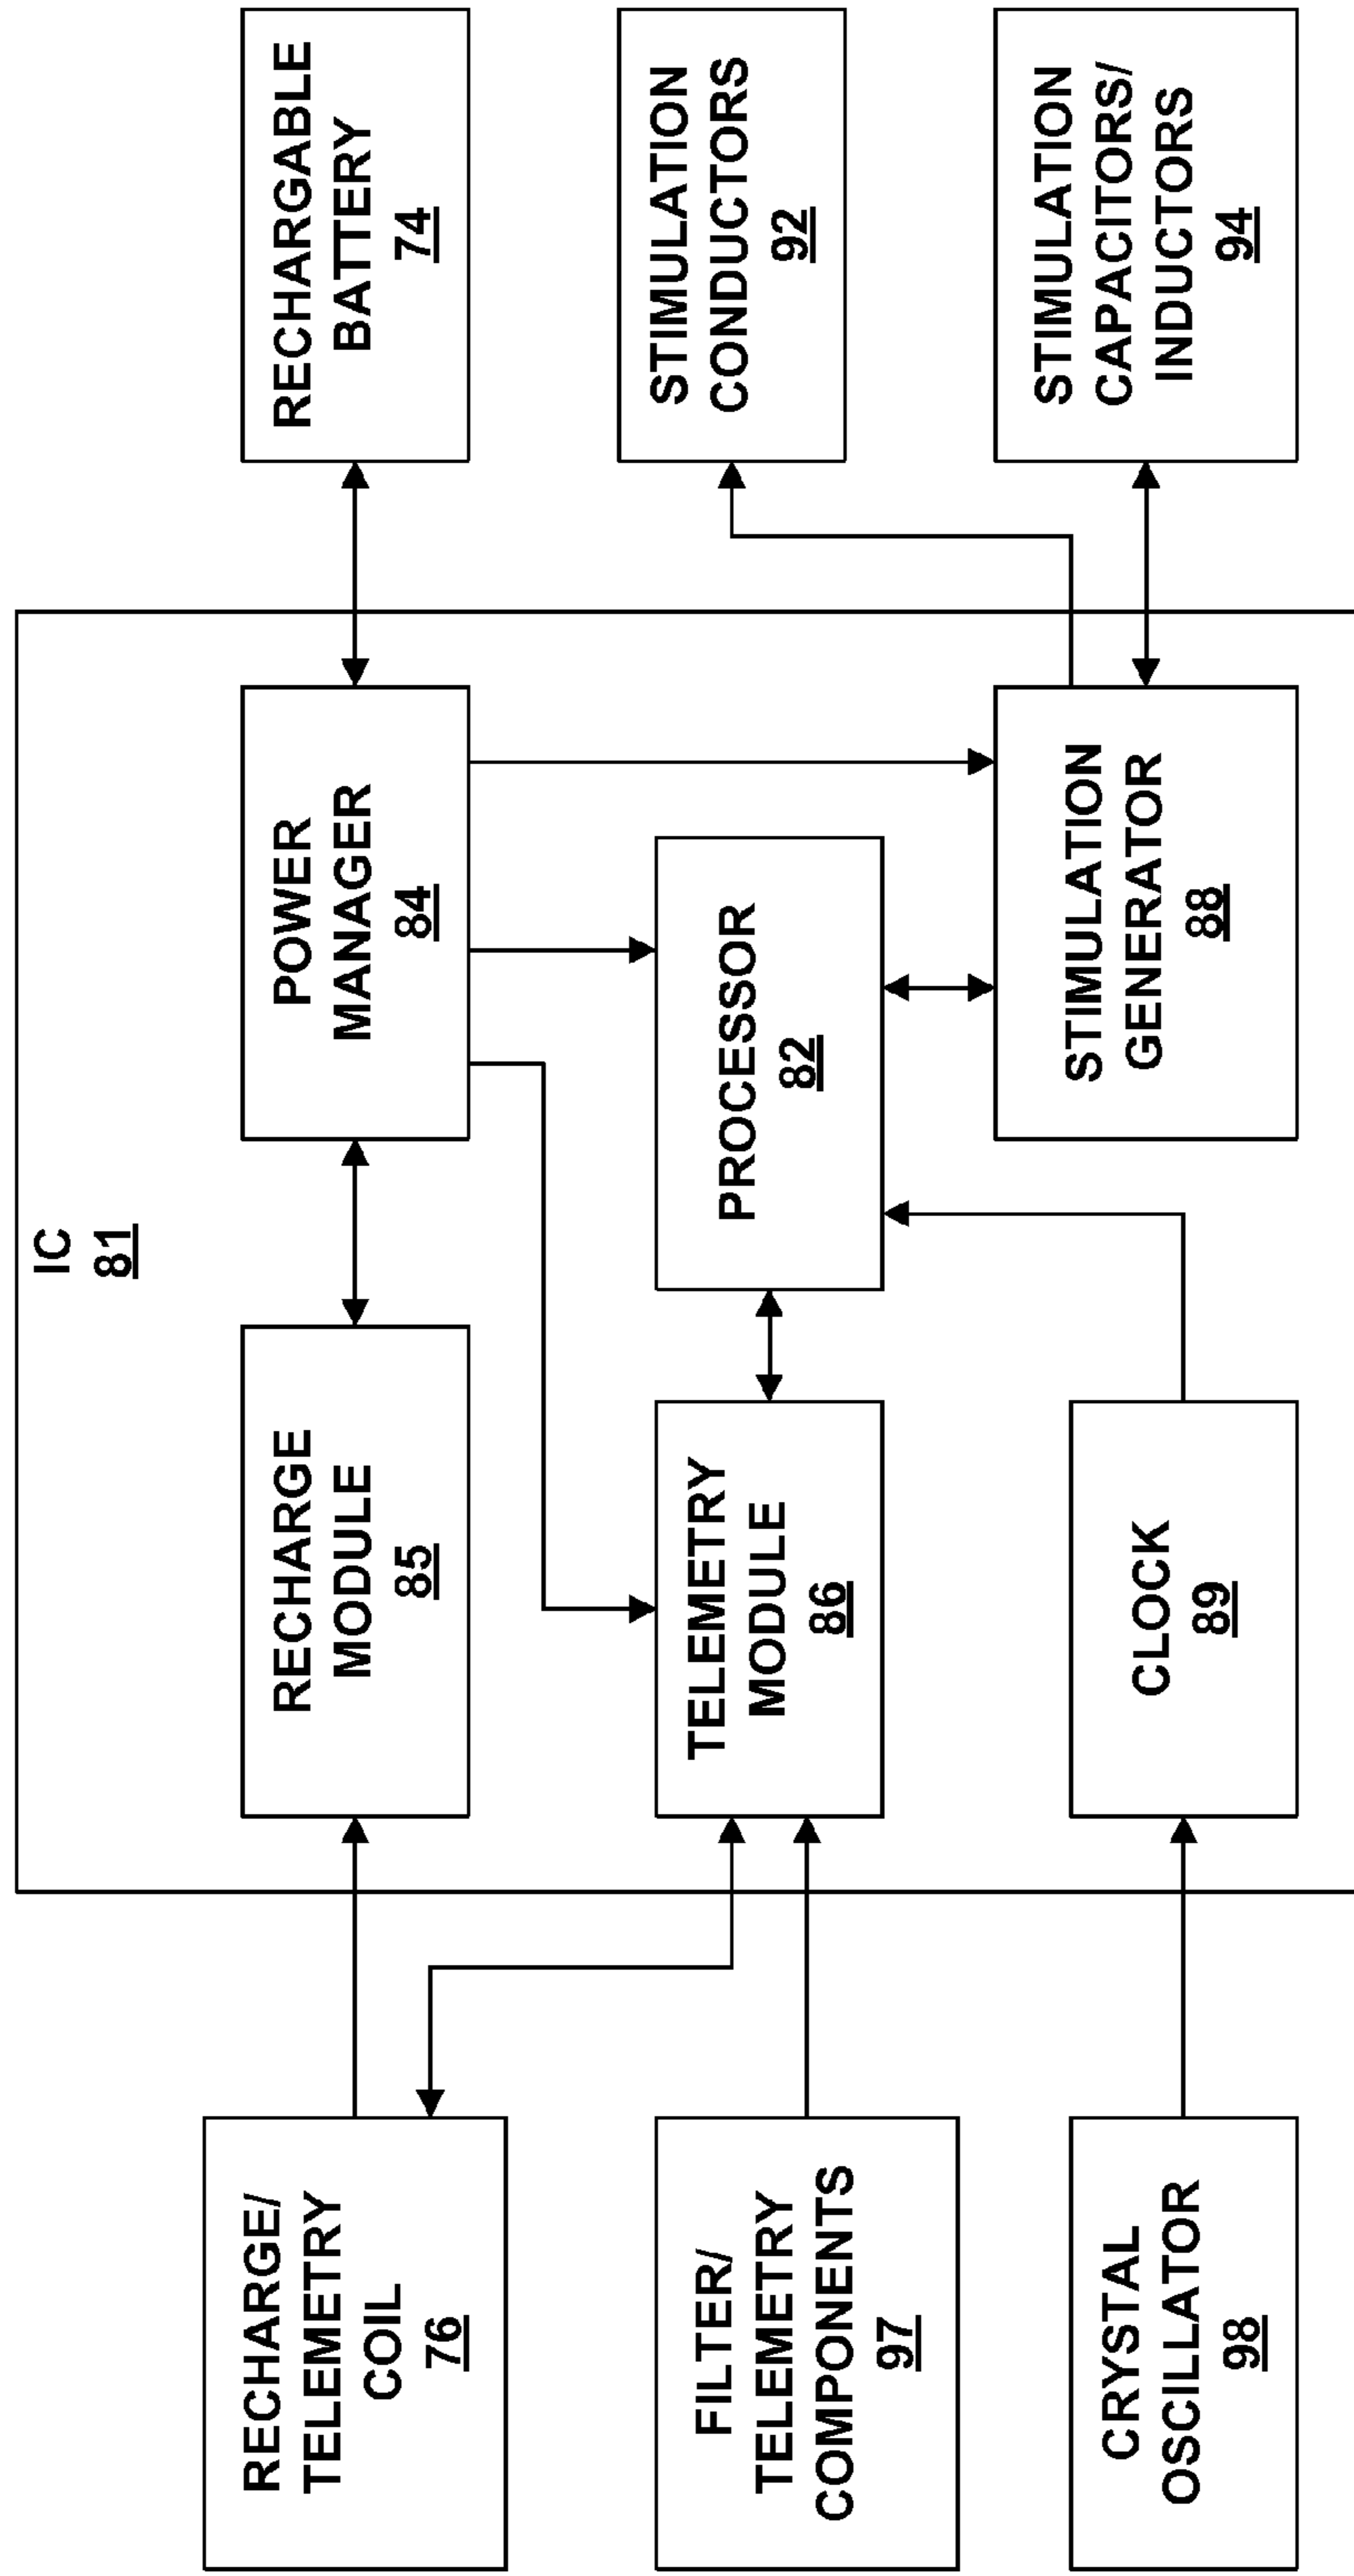 IC
81
RECHARGE/
TELEMETRY
COIL
76
RECHARGE
MODULE
85
POWER
MANAGER
84
RECHARGABLE
BATTERY
74
FILTER/
TELEMETRY
COMPONENTS
97
TELEMETRY
MODULE
86
PROCESSOR
82
STIMULATION
CONDUCTORS
92
CRYSTAL
OSCILLATOR
98
CLOCK
89
STIMULATION
GENERATOR
88
STIMULATION
CAPACITORS/
INDUCTORS
94